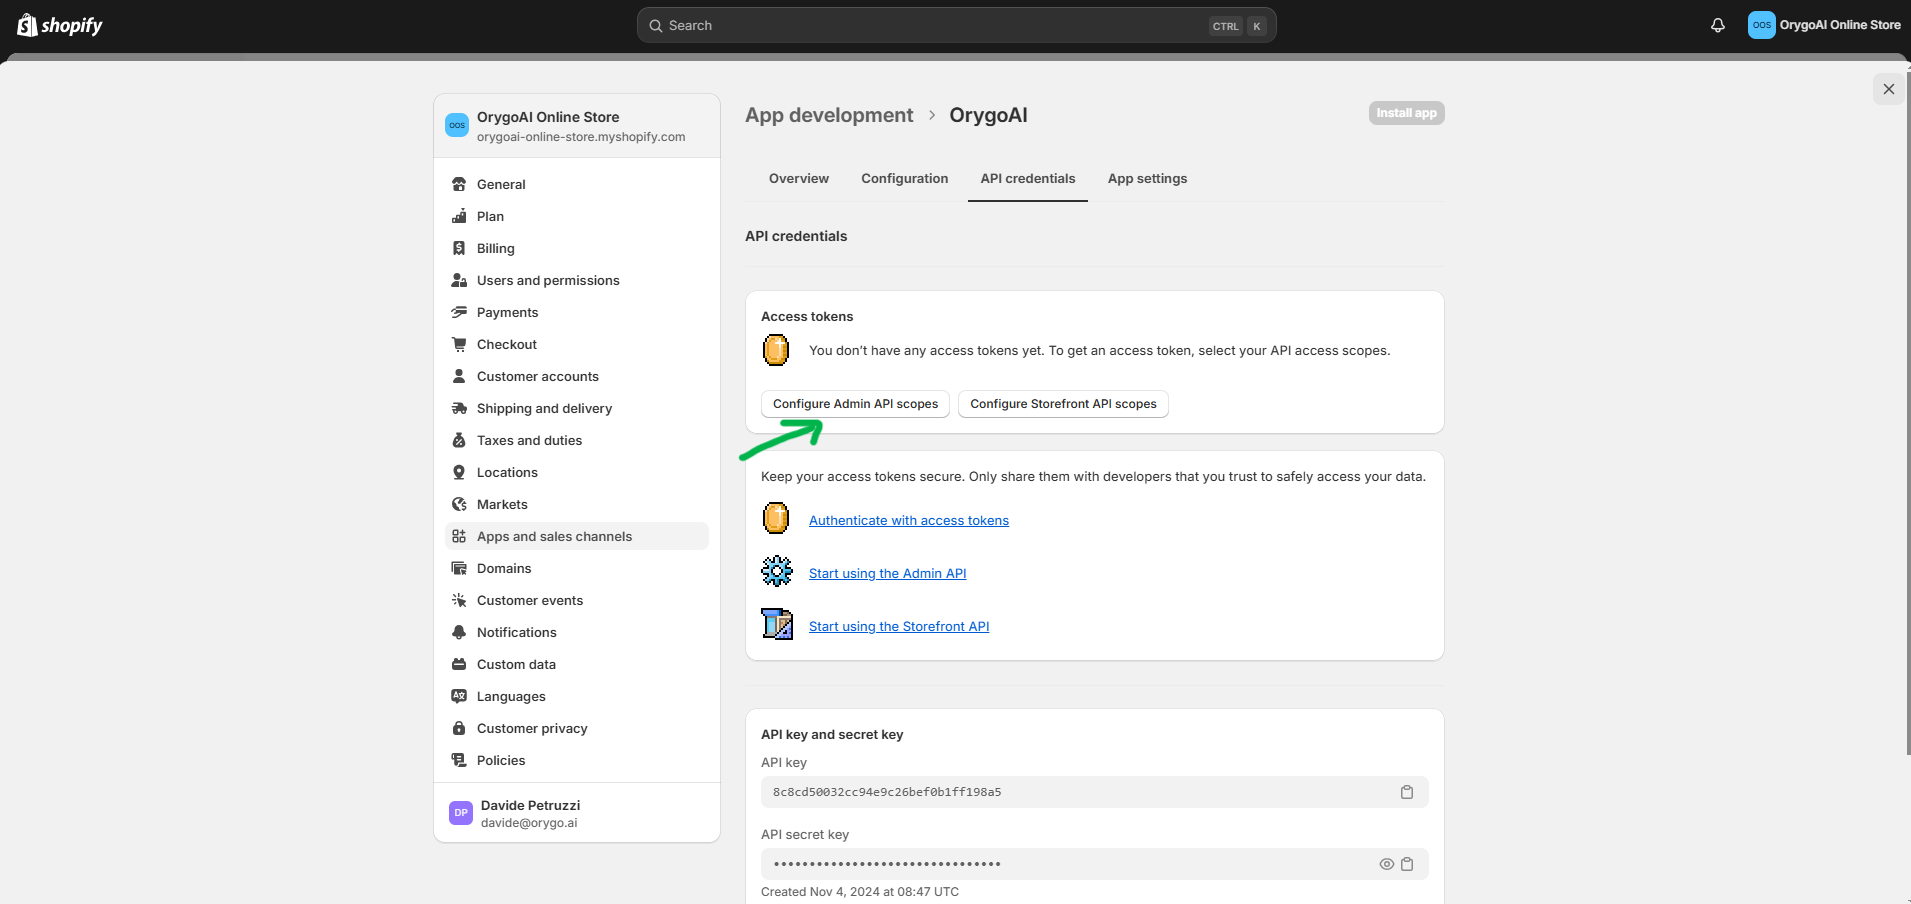 shopify
Search
CTRL K
OOS
OrygoAI Online Store
OOS
OrygoAI Online Store
orygoai-online-store.myshopify.com
General
Plan
Billing
Users and permissions
Payments
Checkout
Customer accounts
Shipping and delivery
Taxes and duties
Locations
Markets
Apps and sales channels
Domains
Customer events
Notifications
Custom data
Languages
Customer privacy
Policies
DP
Davide Petruzzi
davide@orygo.ai
App development > OrygoAI
Install app
Overview Configuration API credentials App settings
API credentials
Access tokens
You don’t have any access tokens yet. To get an access token, select your API access scopes.
Configure Admin API scopes Configure Storefront API scopes
Keep your access tokens secure. Only share them with developers that you trust to safely access your data.
Authenticate with access tokens
Start using the Admin API
Start using the Storefront API
API key and secret key
API key
8c8cd50032cc94e9c26bef0b1ff198a5
API secret key
••••••••••••••••••••••••••••••••
Created Nov 4, 2024 at 08:47 UTC